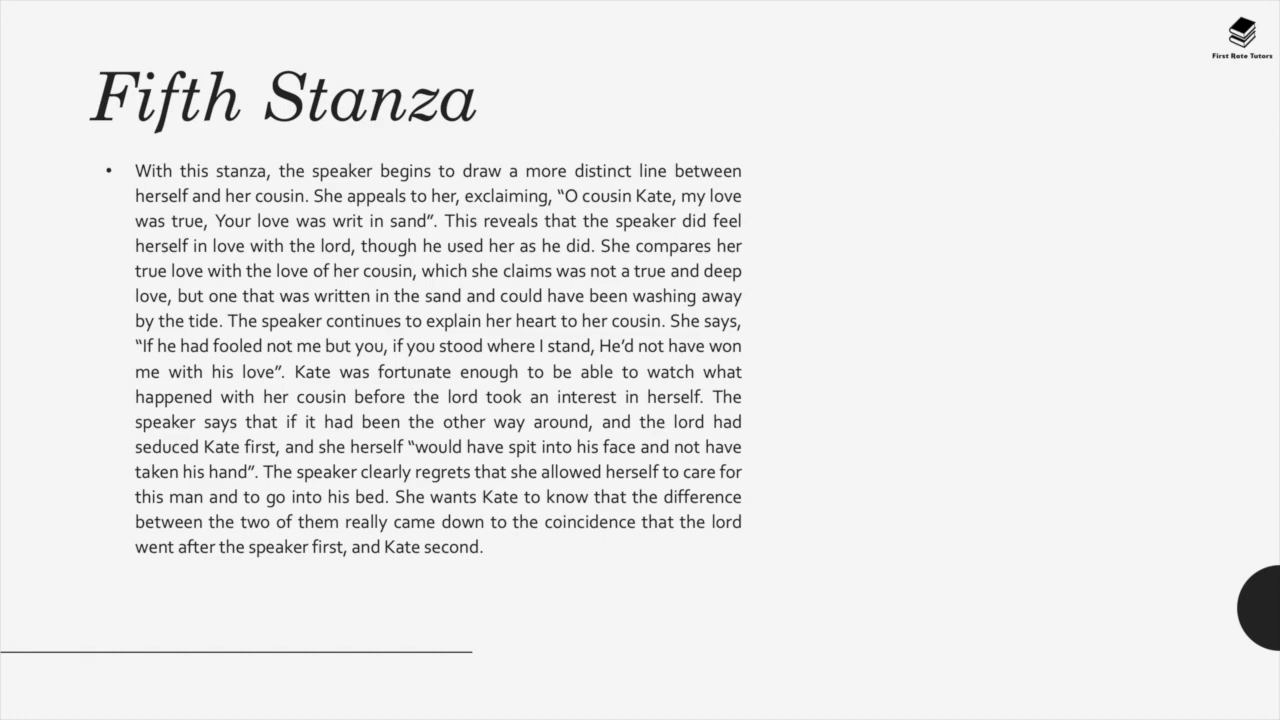 First Rate Tutors
Fifth Stanza
• With this stanza, the speaker begins to draw a more distinct line between
herself and her cousin. She appeals to her, exclaiming, “O cousin Kate, my love
was true, Your love was writ in sand”. This reveals that the speaker did feel
herself in love with the lord, though he used her as he did. She compares her
true love with the love of her cousin, which she claims was not a true and deep
love, but one that was written in the sand and could have been washing away
by the tide. The speaker continues to explain her heart to her cousin. She says,
“If he had fooled not me but you, if you stood where I stand, He’d not have won
me with his love”. Kate was fortunate enough to be able to watch what
happened with her cousin before the lord took an interest in herself. The
speaker says that if it had been the other way around, and the lord had
seduced Kate first, and she herself “would have spit into his face and not have
taken his hand”. The speaker clearly regrets that she allowed herself to care for
this man and to go into his bed. She wants Kate to know that the difference
between the two of them really came down to the coincidence that the lord
went after the speaker first, and Kate second.